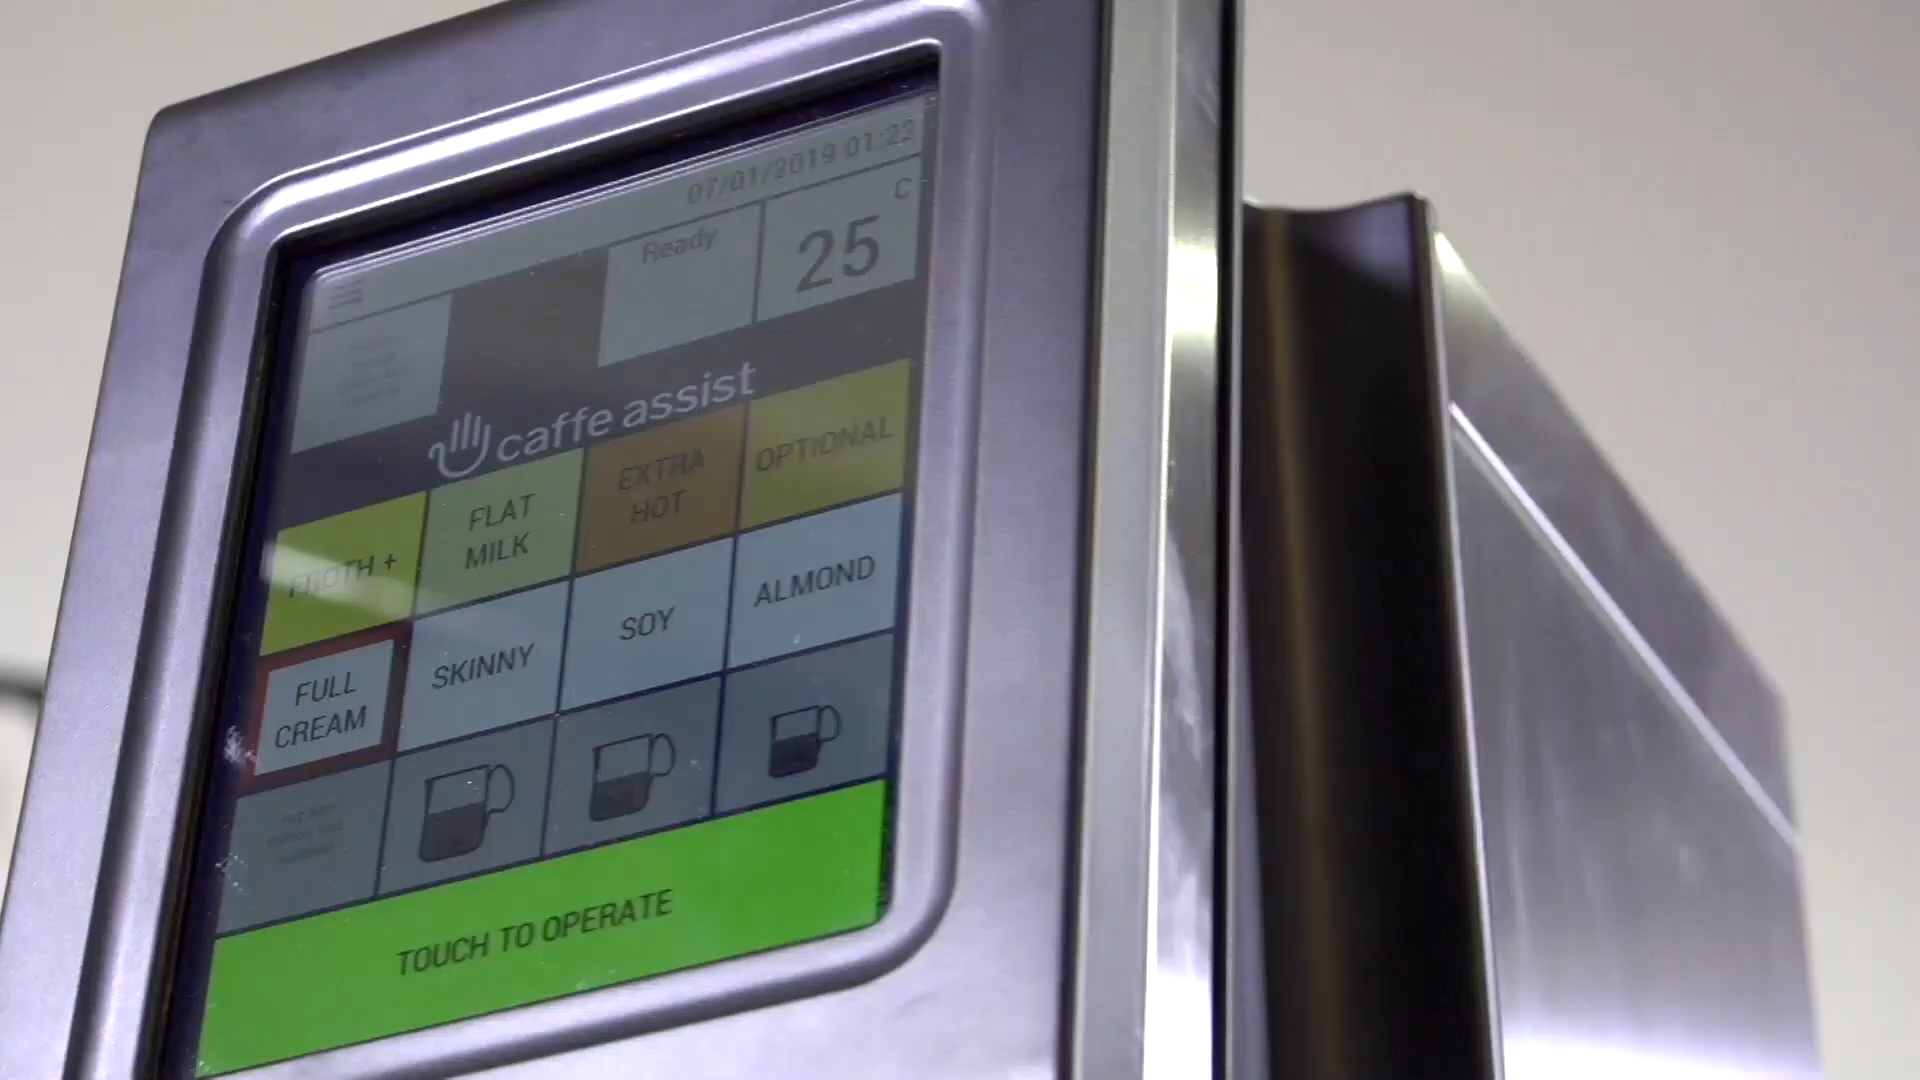 07/01/2019 01:22
Ready
C
25
caffe assist
FROTH +
FLAT
MILK
EXTRA
HOT
OPTIONAL
FULL
CREAM
SKINNY
SOY
ALMOND
TOUCH TO OPERATE